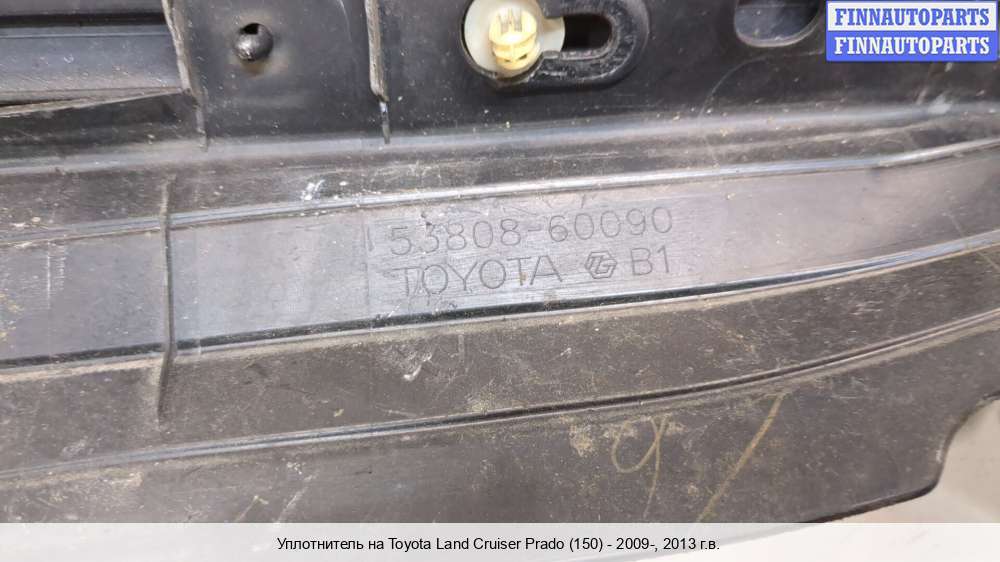 FINNAUTOPARTS
FINNAUTOPARTS
53808-60090
TOYOTA B1
Уплотнитель на Toyota Land Cruiser Prado (150) - 2009-, 2013 г.в.